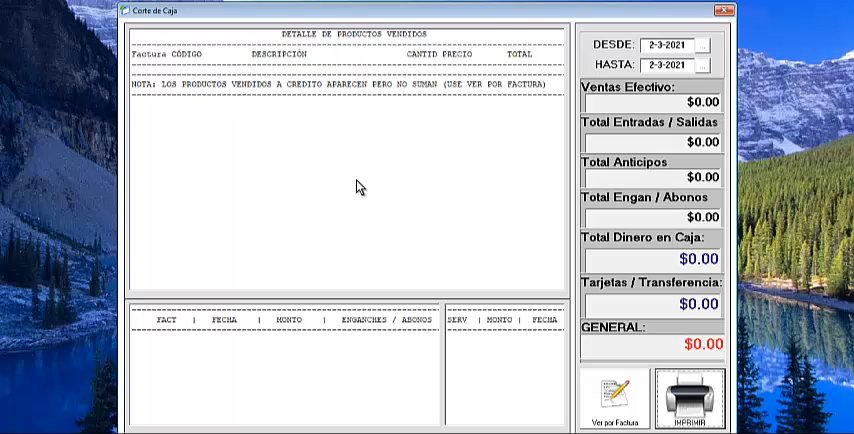 Corte de Caja
DETALLE DE PRODUCTOS VENDIDOS
Factura CÓDIGO DESCRIPCIÓN CANTID PRECIO TOTAL
NOTA: LOS PRODUCTOS VENDIDOS A CREDITO APARECEN PERO NO SUMAN (USE VER POR FACTURA)
FACT | FECHA | MONTO | ENGANCHES / ABONOS
SERV | MONTO | FECHA
DESDE: 2-3-2021 ...
HASTA: 2-3-2021 ...
Ventas Efectivo:
$0.00
Total Entradas / Salidas
$0.00
Total Anticipos
$0.00
Total Engan / Abonos
$0.00
Total Dinero en Caja:
$0.00
Tarjetas / Transferencia:
$0.00
GENERAL:
$0.00
Ver por Factura
IMPRIMIR